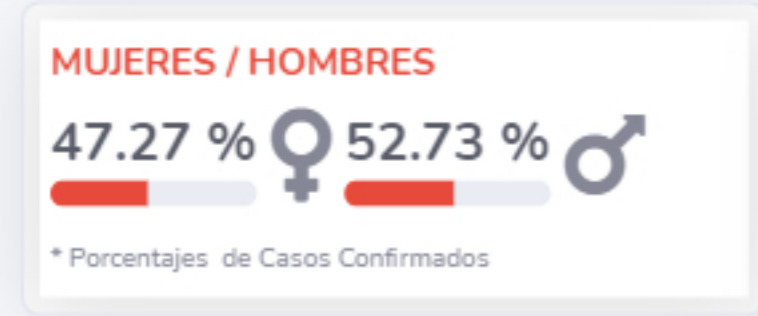 MUJERES / HOMBRES
47.27 % 52.73 %
* Porcentajes de Casos Confirmados